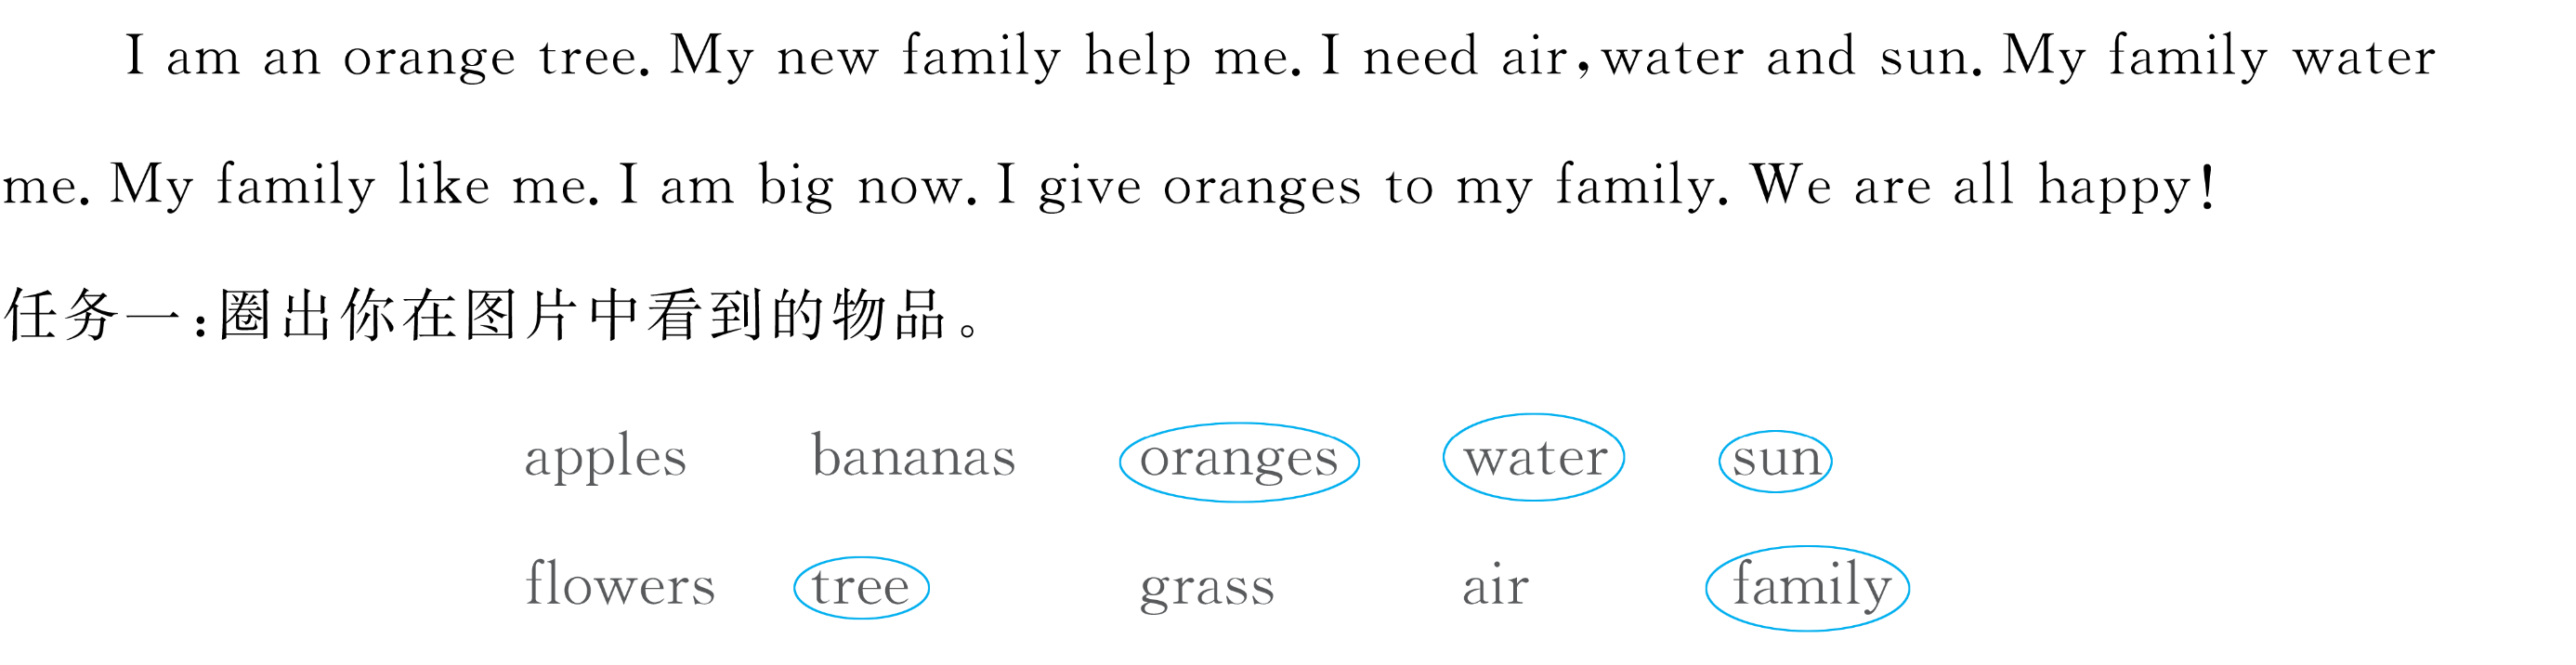 I am an orange tree. My new family help me. I need air,water and sun. My family water
me. My family like me. I am big now. I give oranges to my family. We are all happy!
任务一:圈出你在图片中看到的物品。
apples bananas oranges water sun
flowers tree grass air family